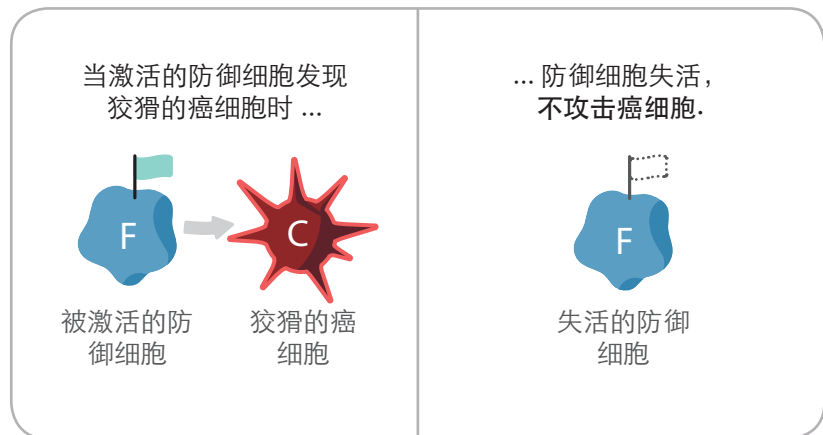 当激活的防御细胞发现
狡猾的癌细胞时 ...
F
C
被激活的防
御细胞
狡猾的癌
细胞
... 防御细胞失活，
不攻击癌细胞.
F
失活的防御
细胞